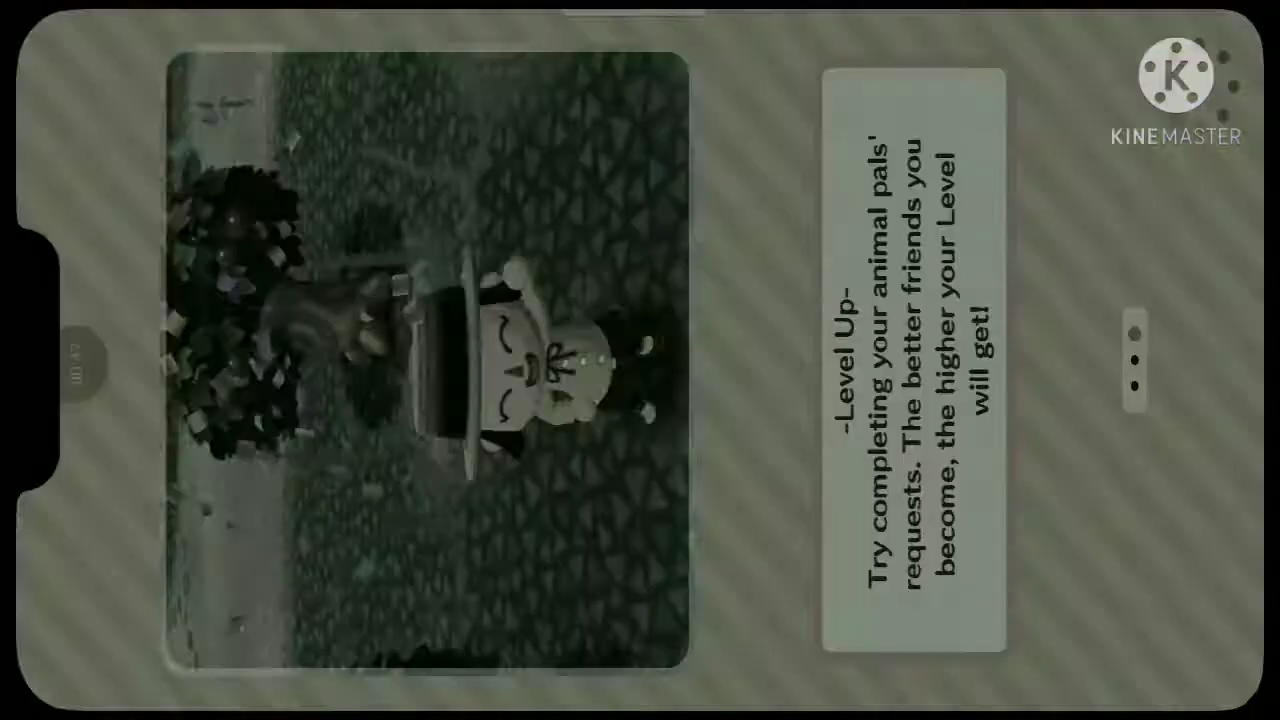 -Level Up-
Try completing your animal pals'
requests. The better friends you
become, the higher your Level
will get!
K
KINEMASTER